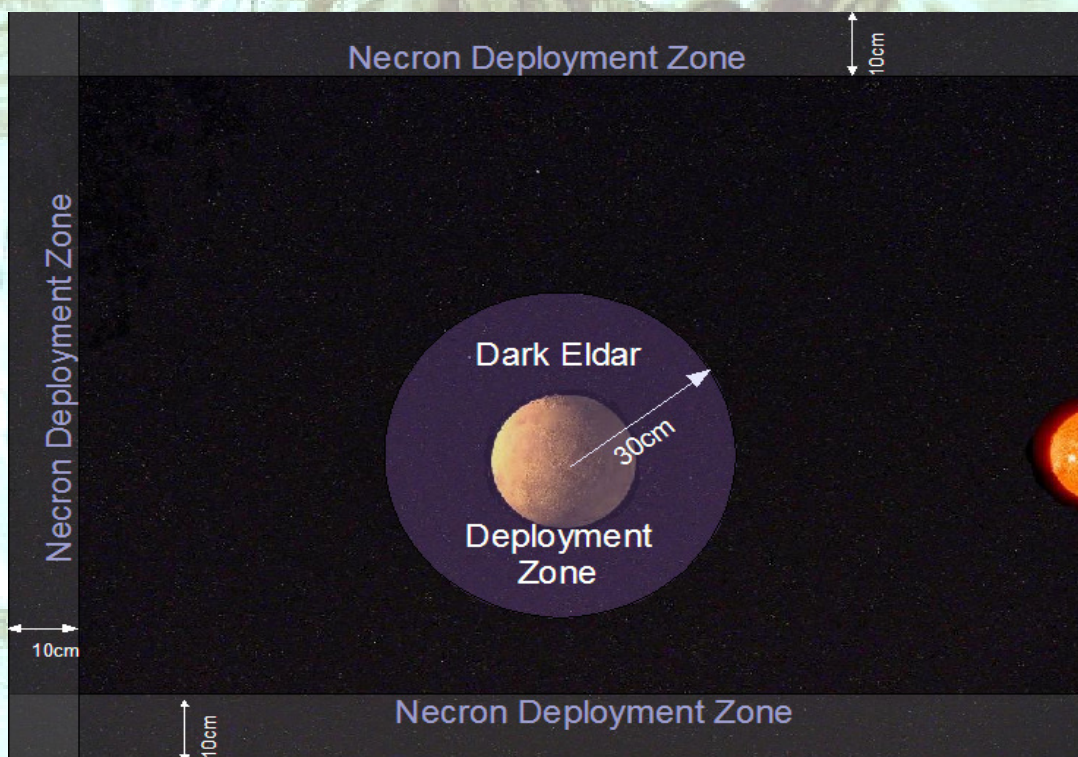 Necron Deployment Zone
10cm
Necron Deployment Zone
Dark Eldar
30cm
Deployment
Zone
10cm
Necron Deployment Zone
10cm